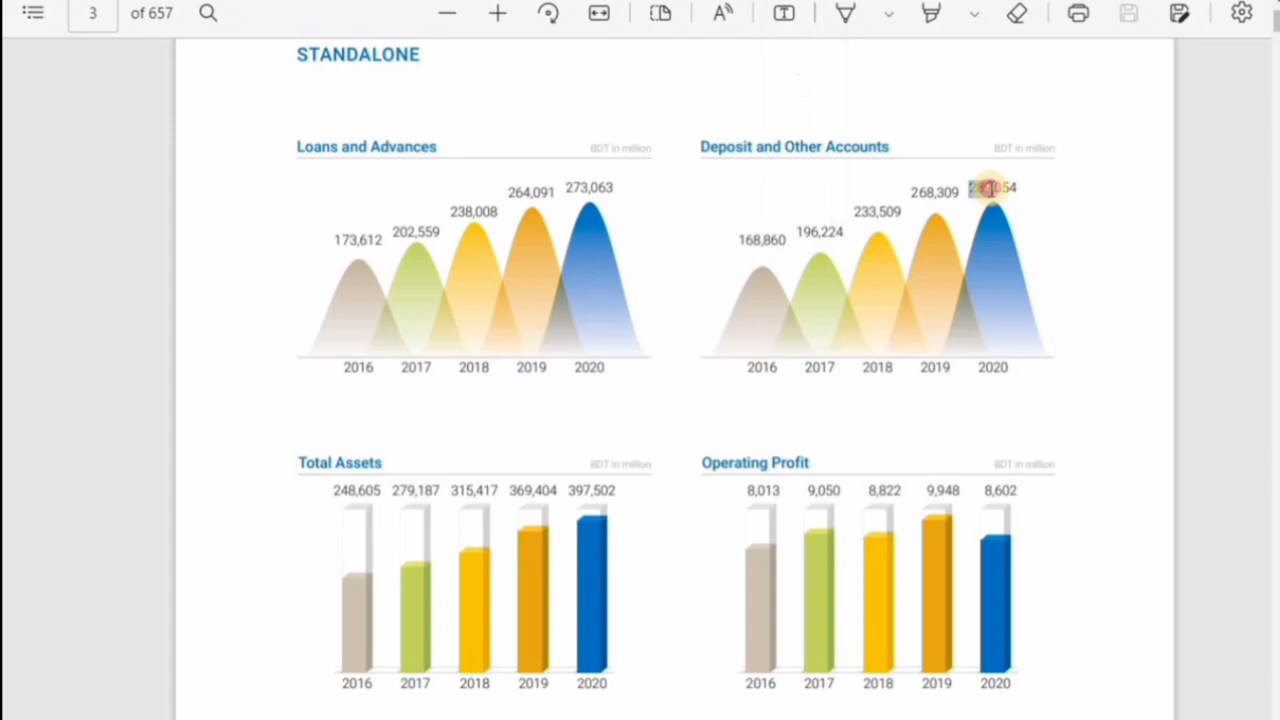 3 of 657
STANDALONE
Loans and Advances BDT in million
273,063
264,091
238,008
202,559
173,612
2016 2017 2018 2019 2020
Deposit and Other Accounts BDT in million
268,309
233,509
196,224
168,860
2016 2017 2018 2019 2020
Total Assets BDT in million
248,605 279,187 315,417 369,404 397,502
2016 2017 2018 2019 2020
Operating Profit BDT in million
8,013 9,050 8,822 9,948 8,602
2016 2017 2018 2019 2020